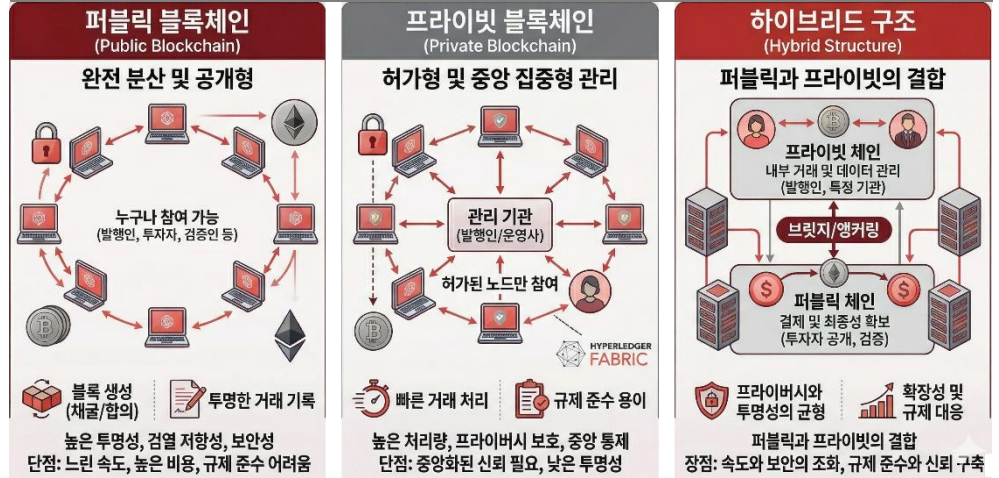 퍼블릭 블록체인
(Public Blockchain)
완전 분산 및 공개형
누구나 참여 가능
(발행인, 투자자, 검증인 등)
블록 생성
(채굴/합의)
투명한 거래 기록
높은 투명성, 검열 저항성, 보안성
단점: 느린 속도, 높은 비용, 규제 준수 어려움
프라이빗 블록체인
(Private Blockchain)
허가형 및 중앙 집중형 관리
관리 기관
(발행인/운영사)
허가된 노드만 참여
HYPERLEDGER
FABRIC
빠른 거래 처리
규제 준수 용이
높은 처리량, 프라이버시 보호, 중앙 통제
단점: 중앙화된 신뢰 필요, 낮은 투명성
하이브리드 구조
(Hybrid Structure)
퍼블릭과 프라이빗의 결합
프라이빗 체인
내부 거래 및 데이터 관리
(발행인, 특정 기관)
브릿지/앵커링
퍼블릭 체인
결제 및 최종성 확보
(투자자 공개, 검증)
프라이버시와
투명성의 균형
확장성 및
규제 대응
퍼블릭과 프라이빗의 결합
장점: 속도와 보안의 조화, 규제 준수와 신뢰 구축